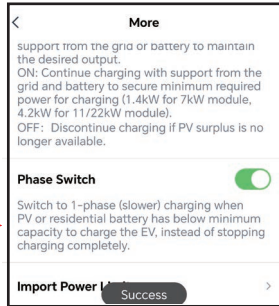 More
support from the grid or battery to maintain
the desired output.
ON: Continue charging with support from the
grid and battery to secure minimum required
power for charging (1.4kW for 7kW module,
4.2kW for 11/22kW module).
OFF: Discontinue charging if PV surplus is no
longer available.
Phase Switch
Switch to 1-phase (slower) charging when
PV or residential battery has below minimum
capacity to charge the EV, instead of stopping
charging completely.
Import Power
Success